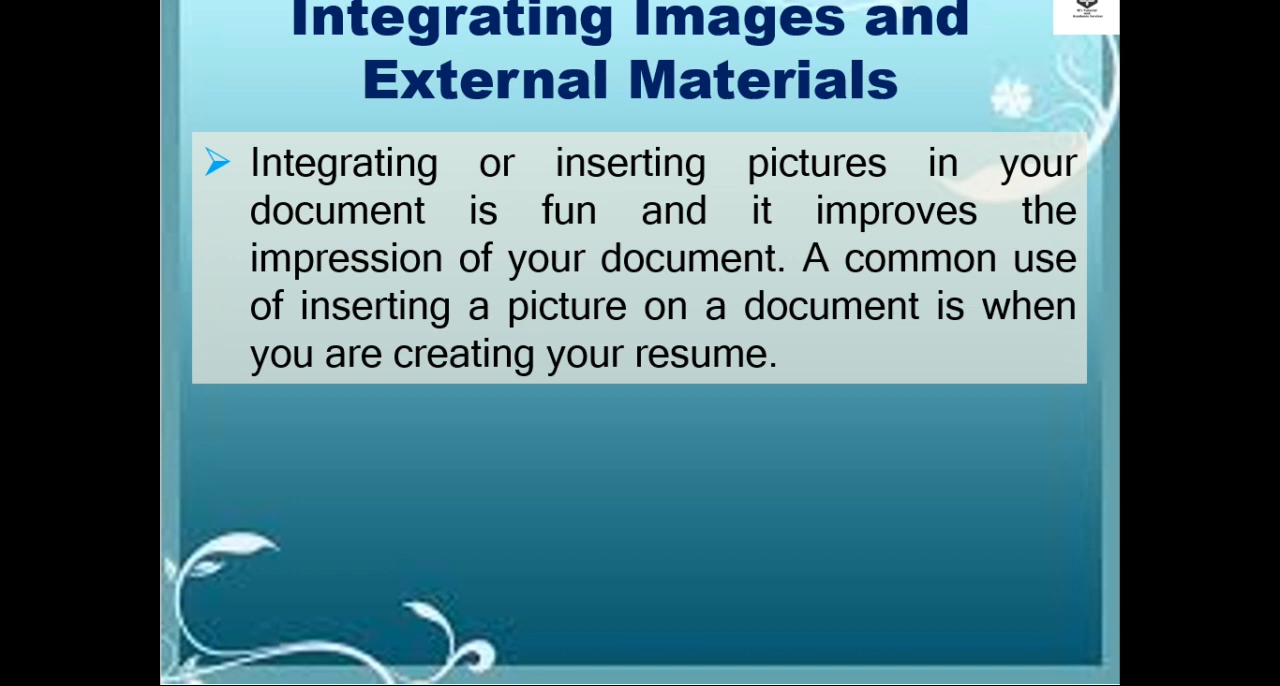 Integrating Images and
External Materials
Integrating or inserting pictures in your
document is fun and it improves the
impression of your document. A common use
of inserting a picture on a document is when
you are creating your resume.